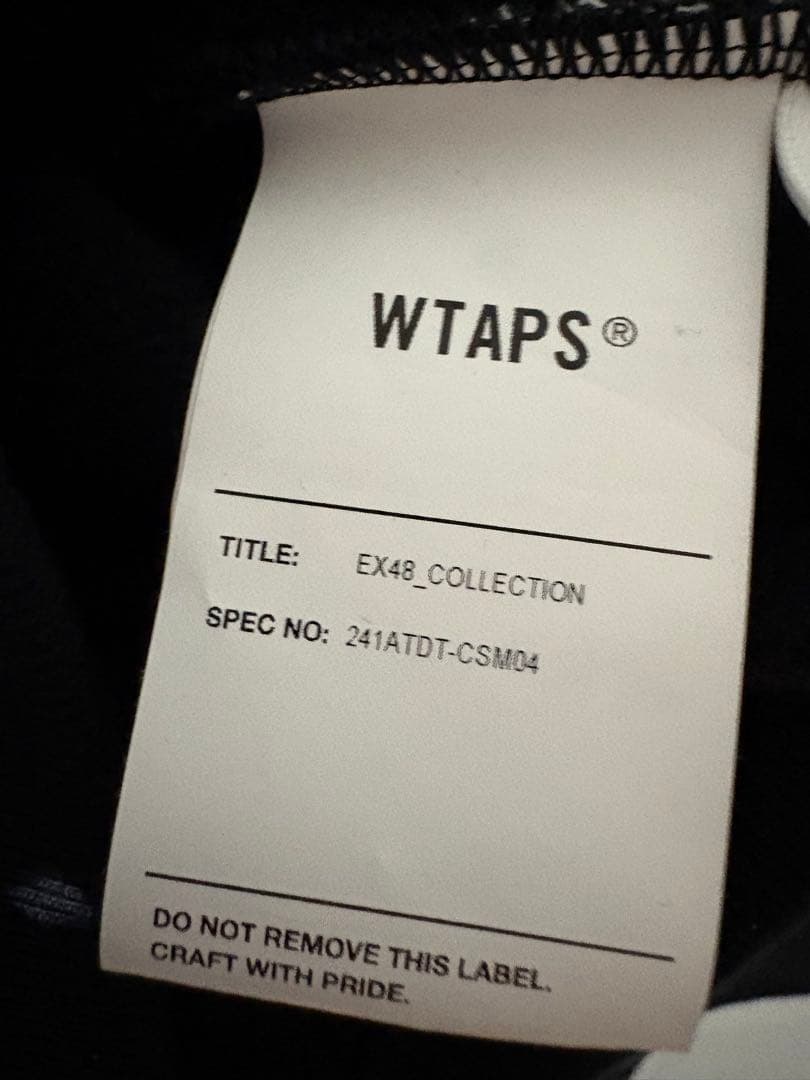 WTAPS®
TITLE: EX48_COLLECTION
SPEC NO: 241ATDT-CSM04
DO NOT REMOVE THIS LABEL.
CRAFT WITH PRIDE.